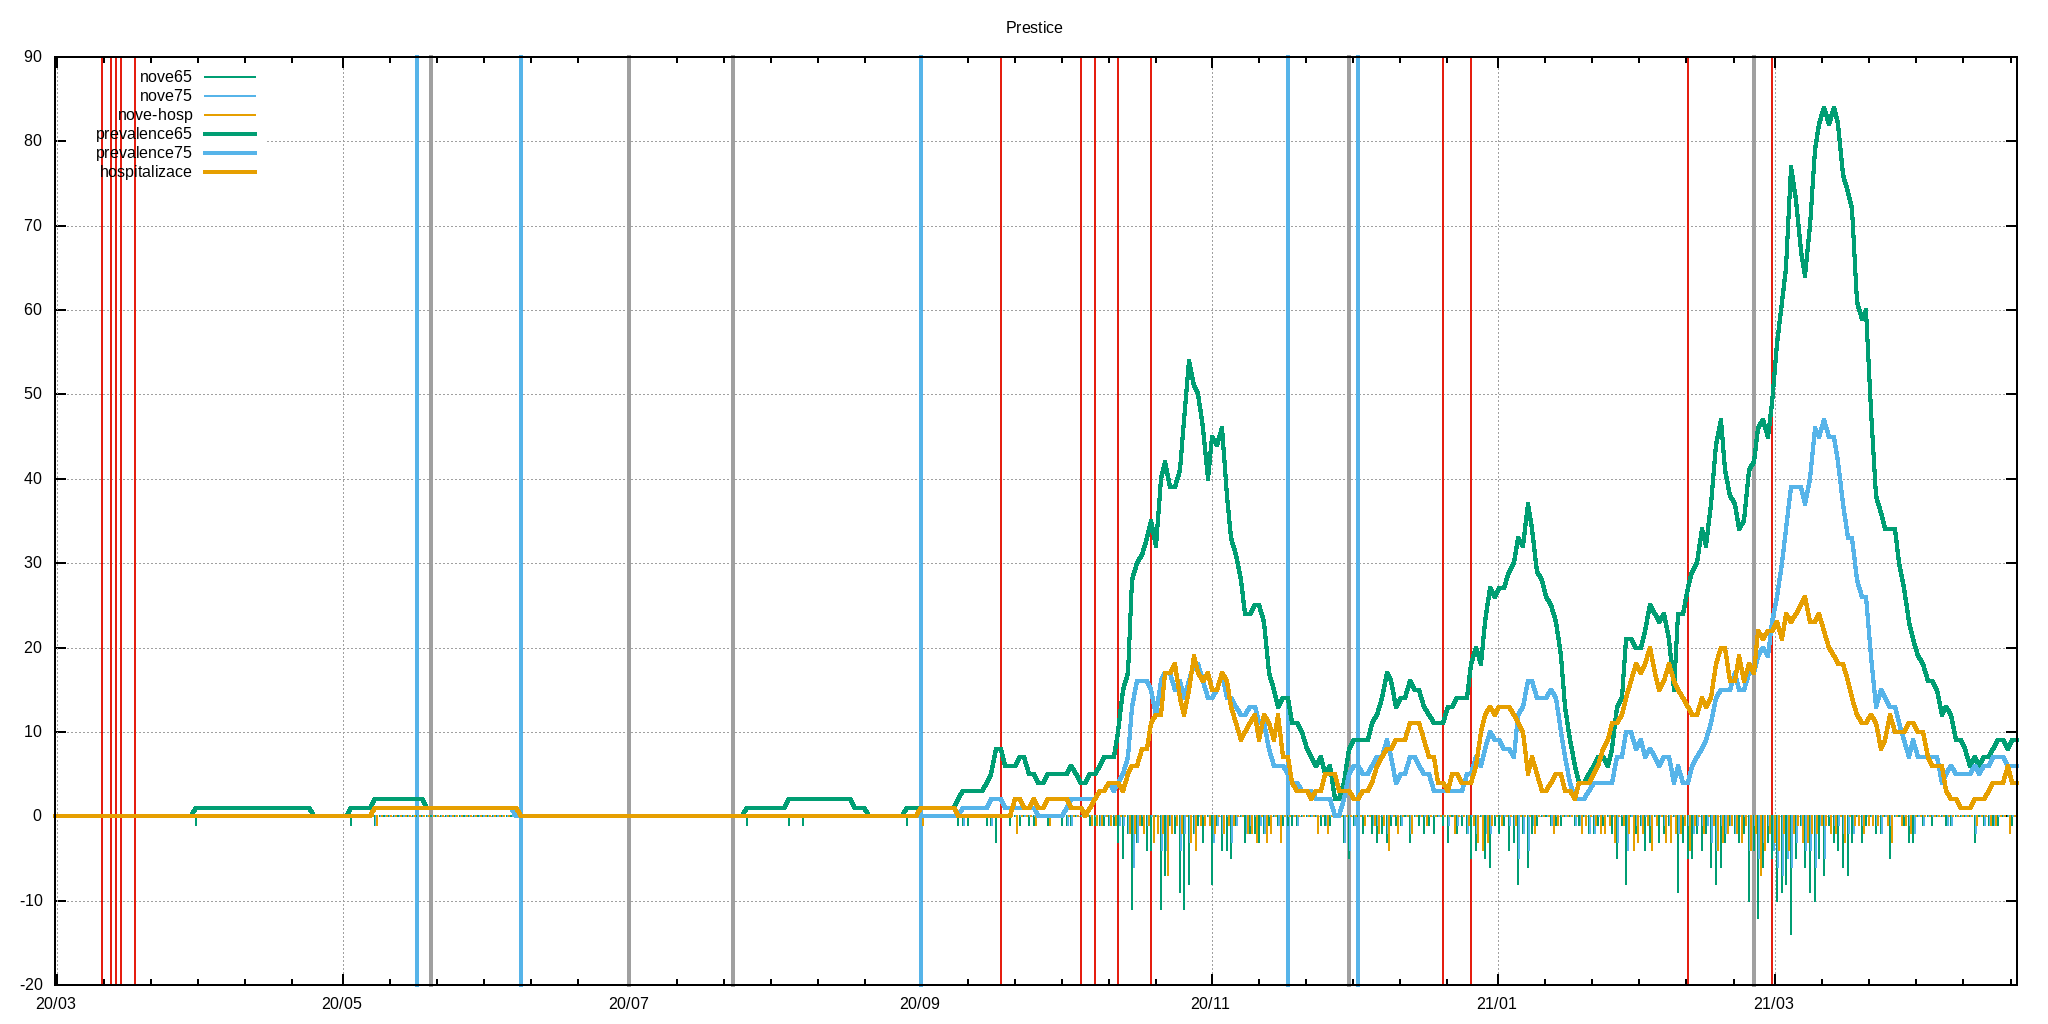 Prestice
90
80
70
60
50
40
30
20
10
0
-10
-20
nove65
nove75
nove-hosp
prevalence65
prevalence75
hospitalizace
20/03 20/05 20/07 20/09 20/11 21/01 21/03